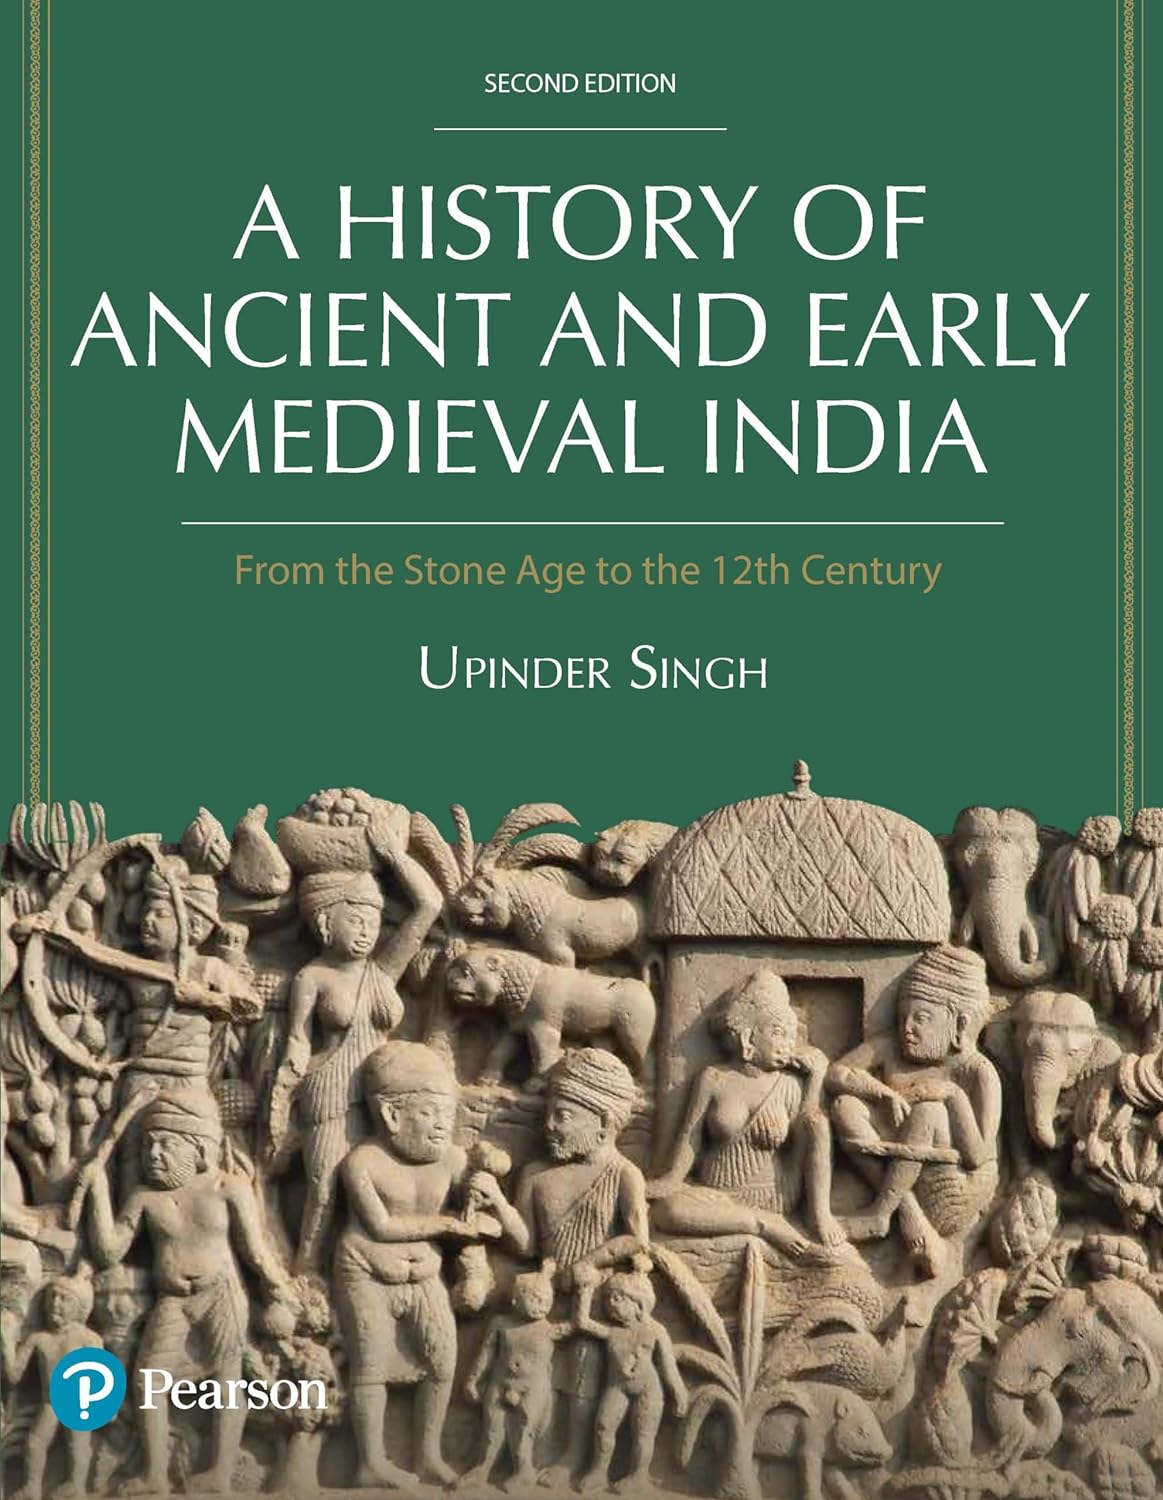 SECOND EDITION
A HISTORY OF
ANCIENT AND EARLY
MEDIEVAL INDIA
From the Stone Age to the 12th Century
UPINDER SINGH
P Pearson